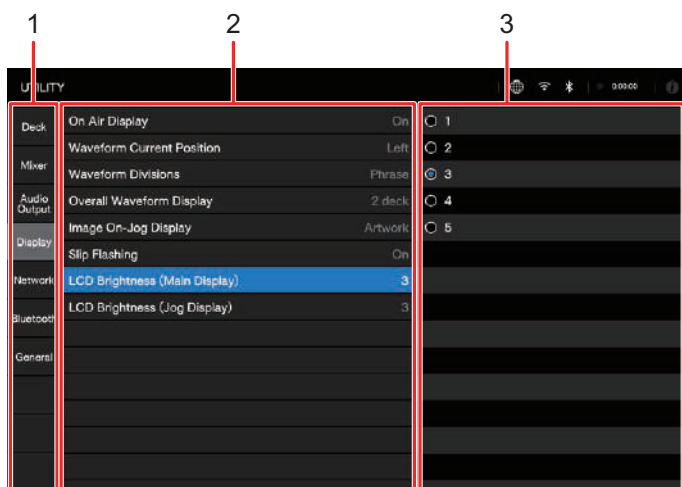 1 2 3
UTILITY 0:00:00
Deck
Mixer
Audio
Output
Display
Network
Bluetooth
General
On Air Display On
Waveform Current Position Left
Waveform Divisions Phrase
Overall Waveform Display 2 deck
Image On-Jog Display Artwork
Slip Flashing On
LCD Brightness (Main Display) 3
LCD Brightness (Jog Display) 3
1
2
3
4
5